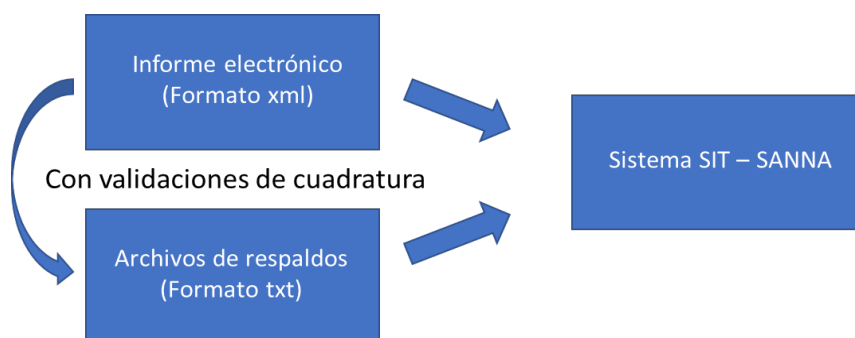 Informe electrónico
(Formato xml)
Con validaciones de cuadratura
Archivos de respaldos
(Formato txt)
Sistema SIT – SANNA